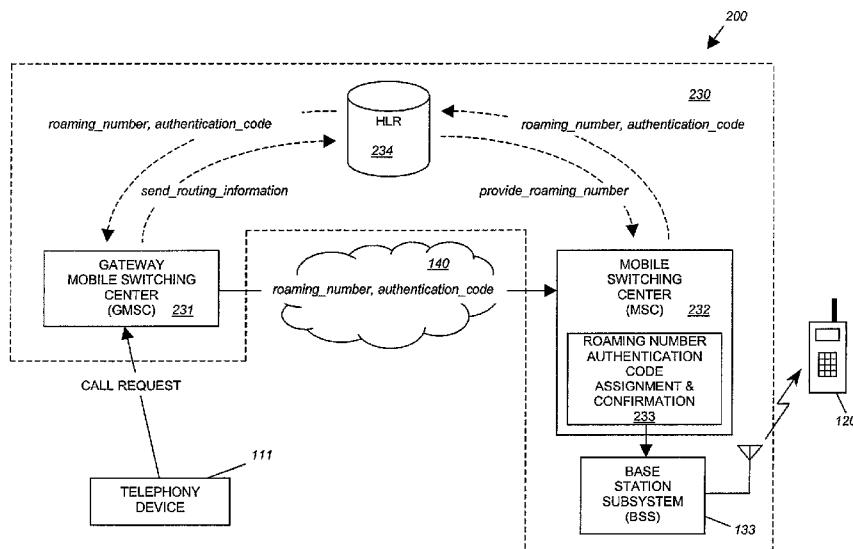 200
230
roaming_number, authentication_code
HLR
234
roaming_number, authentication_code
send_routing_information
provide_roaming_number
GATEWAY
MOBILE SWITCHING
CENTER
(GMSC) 231
140
roaming_number, authentication_code
MOBILE
SWITCHING
CENTER
(MSC) 232
ROAMING NUMBER
AUTHENTICATION
CODE
ASSIGNMENT &
CONFIRMATION
233
CALL REQUEST
120
111
TELEPHONY
DEVICE
BASE
STATION
SUBSYSTEM
(BSS)
133